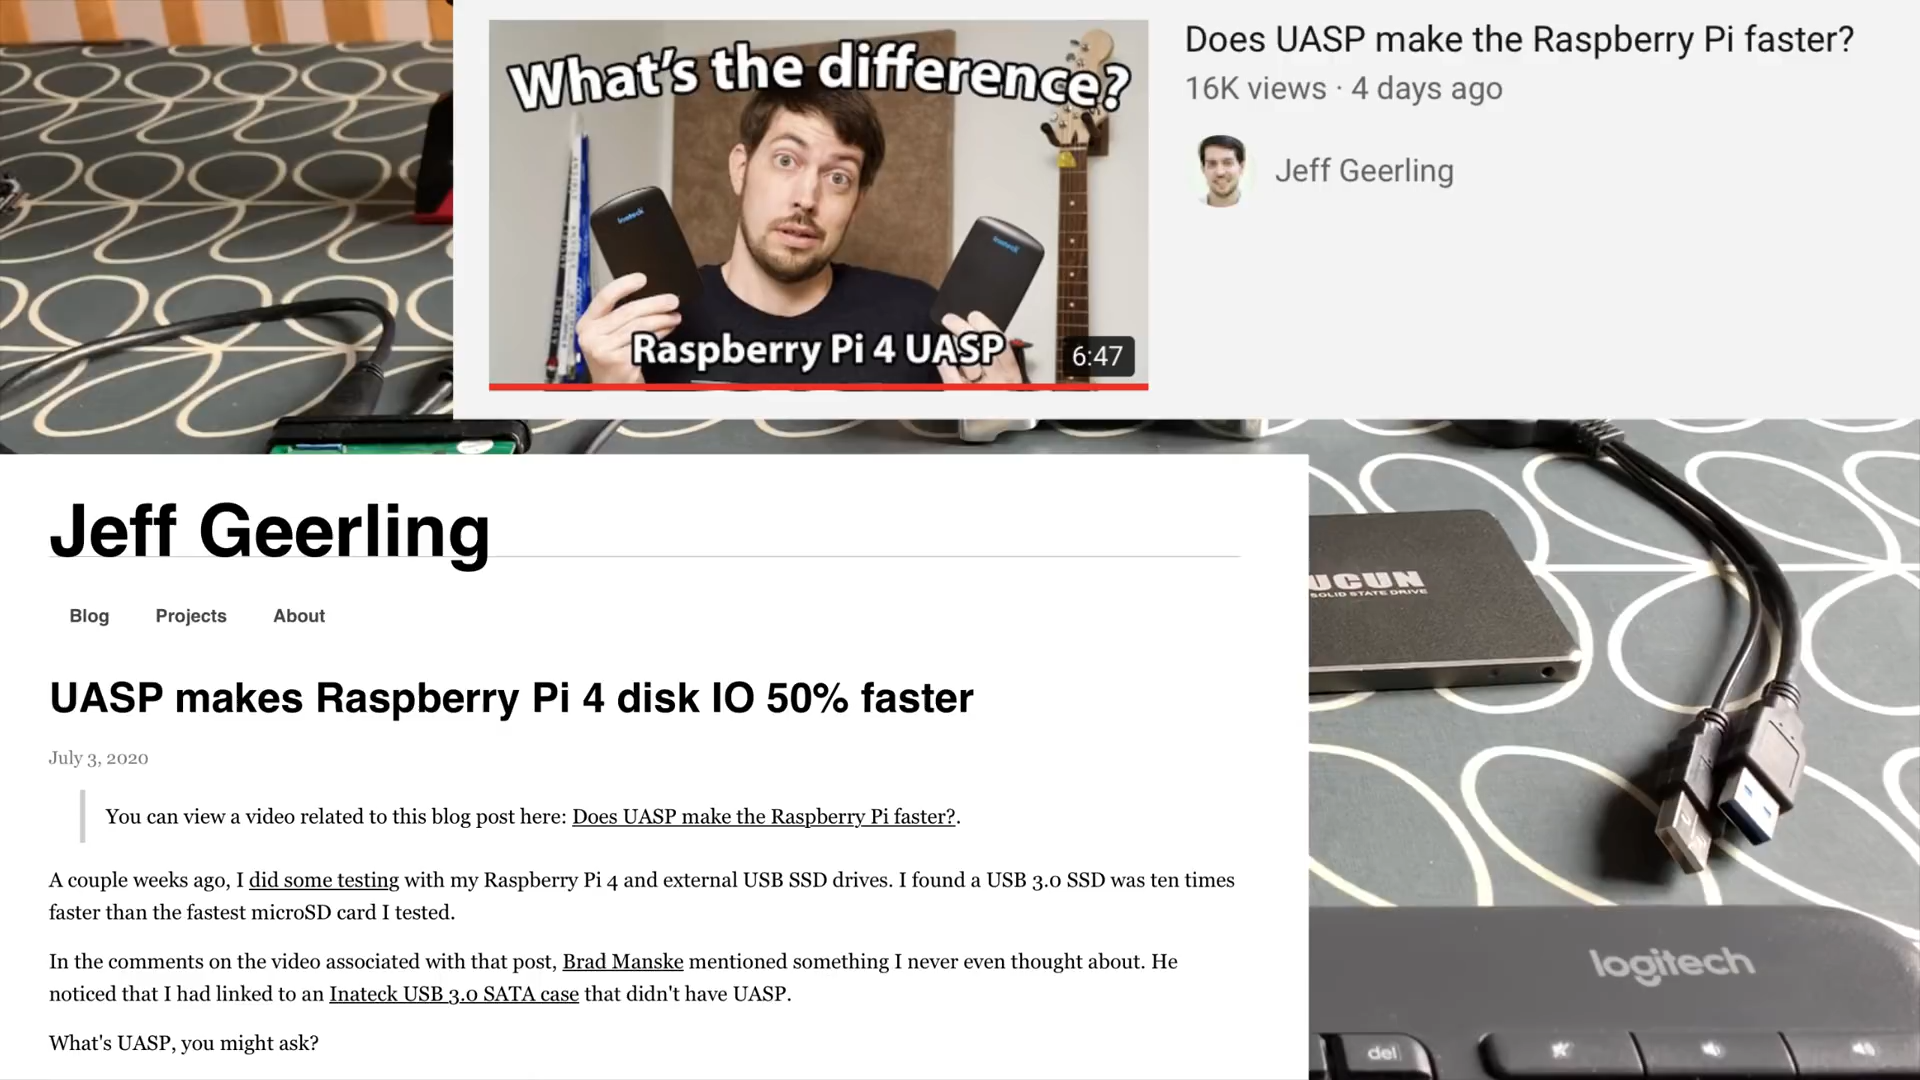 What's the difference?
inateck
inateck
Raspberry Pi 4 UASP
6:47
Does UASP make the Raspberry Pi faster?
16K views · 4 days ago
Jeff Geerling
Jeff Geerling
Blog Projects About
UASP makes Raspberry Pi 4 disk IO 50% faster
July 3, 2020
You can view a video related to this blog post here: Does UASP make the Raspberry Pi faster?.
A couple weeks ago, I did some testing with my Raspberry Pi 4 and external USB SSD drives. I found a USB 3.0 SSD was ten times
faster than the fastest microSD card I tested.
In the comments on the video associated with that post, Brad Manske mentioned something I never even thought about. He
noticed that I had linked to an Inateck USB 3.0 SATA case that didn't have UASP.
What's UASP, you might ask?
UCUN
SOLID STATE DRIVE
logitech
del